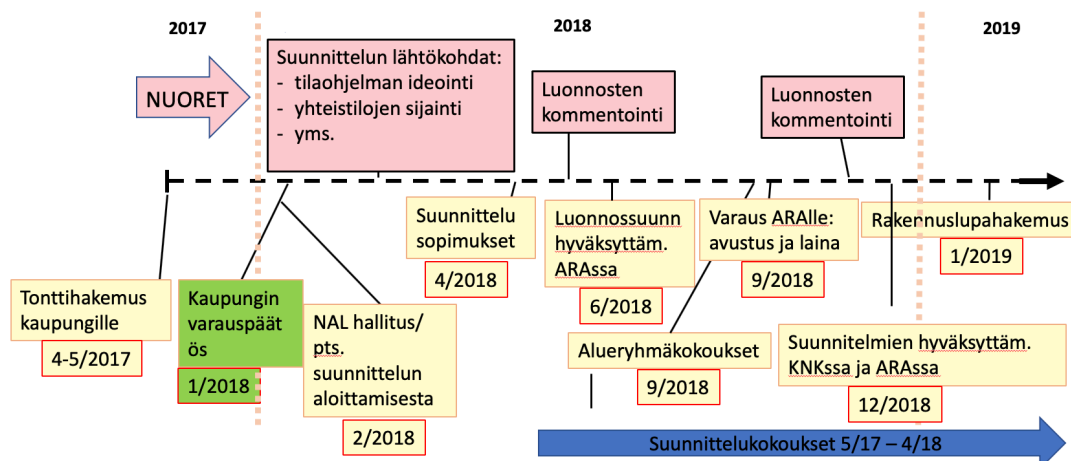 2017
2018
2019
NUORET
Suunnittelun lähtökohdat:
- tilaohjelman ideointi
- yhteistilojen sijainti
- yms.
Luonnosten
kommentointi
Luonnosten
kommentointi
Tonttihakemus
kaupungille
4-5/2017
Kaupungin
varauspäät
ös
1/2018
NAL hallitus/
pts.
suunnittelun
aloittamisesta
2/2018
Suunnittelu
sopimukset
4/2018
Luonnossuunn
hyväksyttäm.
ARAssa
6/2018
Alueryhmäkokoukset
9/2018
Varaus ARAlle:
avustus ja laina
9/2018
Suunnitelmien hyväksyttäm.
KNKssa ja ARAssa
12/2018
Rakennuslupahakemus
1/2019
Suunnittelukokoukset 5/17 – 4/18